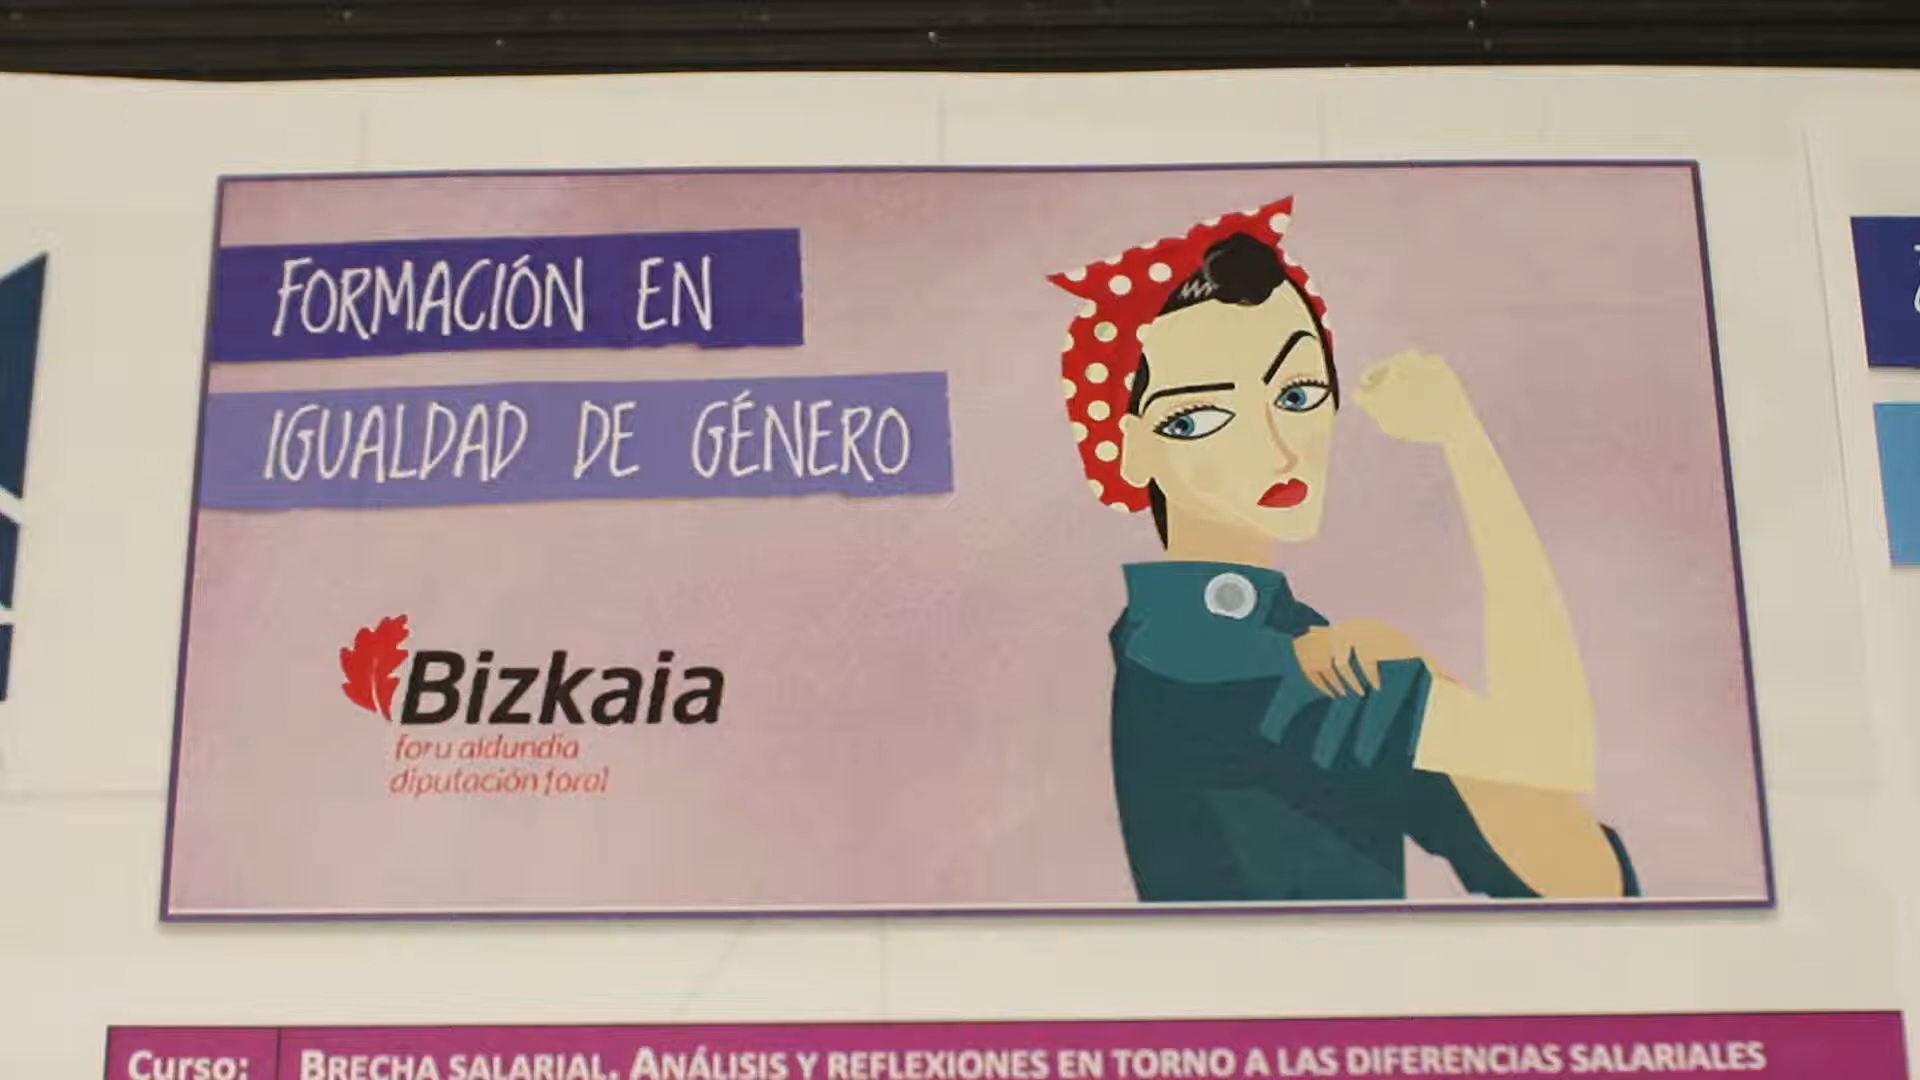 FORMACIÓN EN
IGUALDAD DE GÉNERO
Bizkaia
foru aldundia
diputación foral
Curso: BRECHA SALARIAL. ANÁLISIS Y REFLEXIONES EN TORNO A LAS DIFERENCIAS SALARIALES